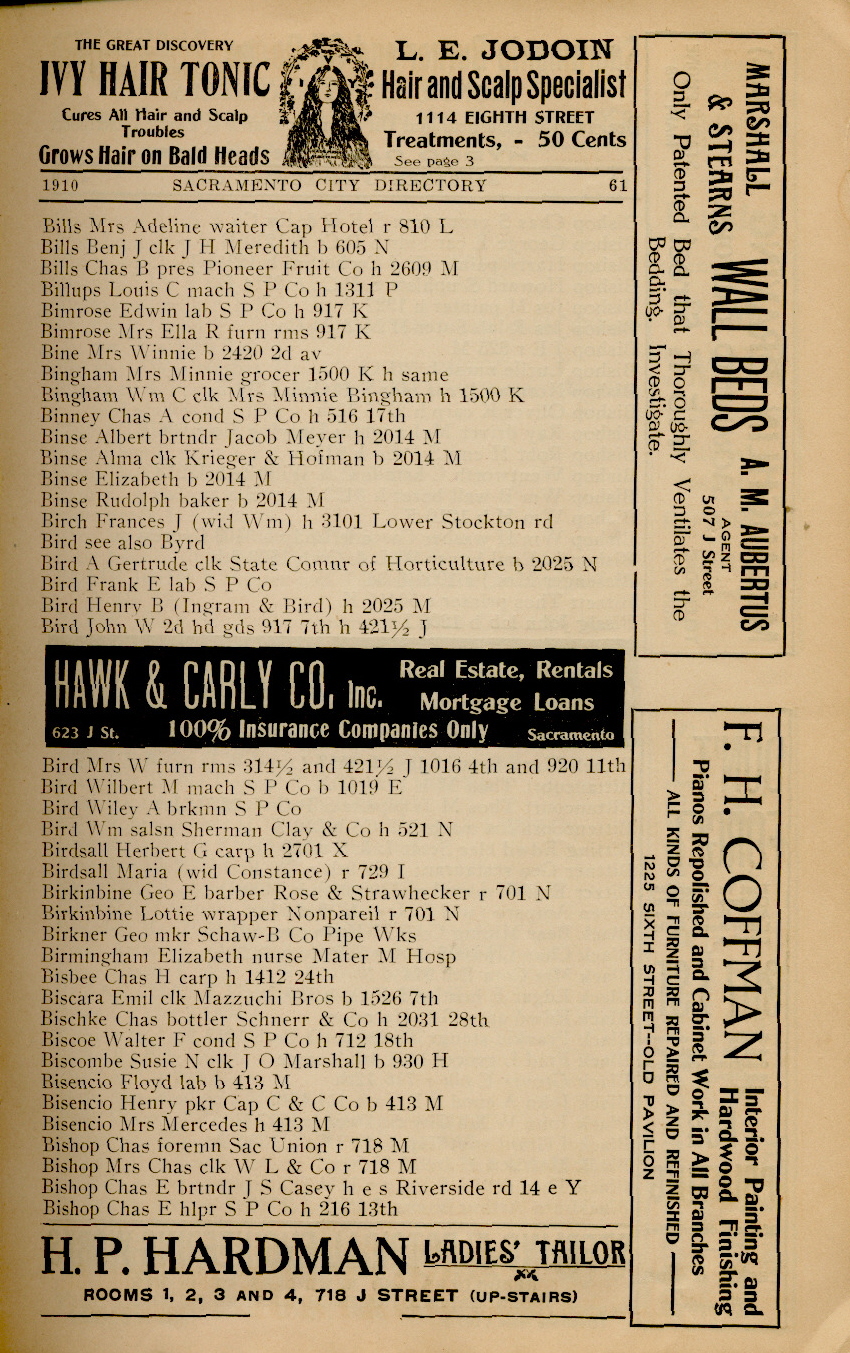 THE GREAT DISCOVERY
IVY HAIR TONIC
Cures All Hair and Scalp
Troubles
Grows Hair on Bald Heads
L. E. JODOIN
Hair and Scalp Specialist
1114 EIGHTH STREET
Treatments, - 50 Cents
See page 3
1910 SACRAMENTO CITY DIRECTORY 61
Bills Mrs Adeline waiter Cap Hotel r 810 L
Bills Benj J clk J H Meredith b 605 N
Bills Chas B pres Pioneer Fruit Co h 2609 M
Billups Louis C mach S P Co h 1311 P
Bimrose Edwin lab S P Co h 917 K
Bimrose Mrs Ella R furn rms 917 K
Bine Mrs Winnie b 2420 2d av
Bingham Mrs Minnie grocer 1500 K h same
Bingham Wm C clk Mrs Minnie Bingham h 1500 K
Binney Chas A cond S P Co h 516 17th
Binse Albert brtndr Jacob Meyer h 2014 M
Binse Alma clk Krieger & Hofman b 2014 M
Binse Elizabeth b 2014 M
Binse Rudolph baker b 2014 M
Birch Frances J (wid Wm) h 3101 Lower Stockton rd
Bird see also Byrd
Bird A Gertrude clk State Comnr of Horticulture b 2025 N
Bird Frank E lab S P Co
Bird Henry B (Ingram & Bird) h 2025 M
Bird John W 2d hd gds 917 7th h 421½ J
HAWK & CARLY CO. Inc.
Real Estate, Rentals
Mortgage Loans
623 J St. 100% Insurance Companies Only Sacramento
Bird Mrs W furn rms 314½ and 421½ J 1016 4th and 920 11th
Bird Wilbert M mach S P Co b 1019 E
Bird Wiley A brkmn S P Co
Bird Wm salsn Sherman Clay & Co h 521 N
Birdsall Herbert G carp h 2701 X
Birdsall Maria (wid Constance) r 729 I
Birkinbine Geo E barber Rose & Strawhecker r 701 N
Birkinbine Lottie wrapper Nonpareil r 701 N
Birkner Geo mkr Schaw-B Co Pipe Wks
Birmingham Elizabeth nurse Mater M Hosp
Bisbee Chas H carp h 1412 24th
Biscara Emil clk Mazzuchi Bros b 1526 7th
Bischke Chas bottler Schnerr & Co h 2031 28th
Biscoe Walter F cond S P Co h 712 18th
Biscombe Susie N clk J O Marshall b 930 H
Bisencio Floyd lab b 413 M
Bisencio Henry pkr Cap C & C Co b 413 M
Bisencio Mrs Mercedes h 413 M
Bishop Chas foremn Sac Union r 718 M
Bishop Mrs Chas clk W L & Co r 718 M
Bishop Chas E brtndr J S Casey h e s Riverside rd 14 e Y
Bishop Chas E hlpr S P Co h 216 13th
H. P. HARDMAN LADIES' TAILOR
ROOMS 1, 2, 3 AND 4, 718 J STREET (UP-STAIRS)
MARSHALL
& STEARNS WALL BEDS
A. M. AUBERTUS
AGENT
507 J Street
Only Patented Bed that Thoroughly Ventilates the
Bedding. Investigate.
F. H. COFFMAN
Interior Painting and
Hardwood Finishing
Pianos Repolished and Cabinet Work in All Branches
ALL KINDS OF FURNITURE REPAIRED AND REFINISHED
1225 SIXTH STREET--OLD PAVILION